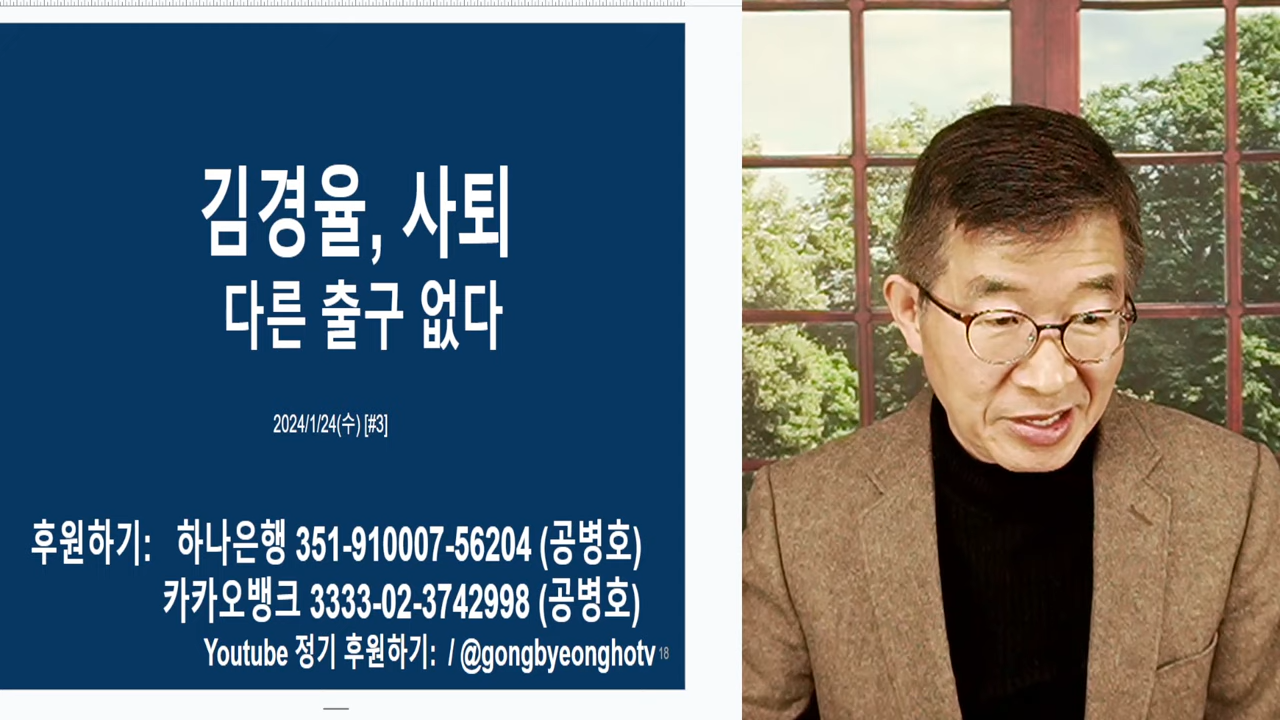 김경율, 사퇴
다른 출구 없다
2024/1/24(수) [#3]
후원하기: 하나은행 351-910007-56204 (공병호)
카카오뱅크 3333-02-3742998 (공병호)
Youtube 정기 후원하기: / @gongbyeonghotv
18